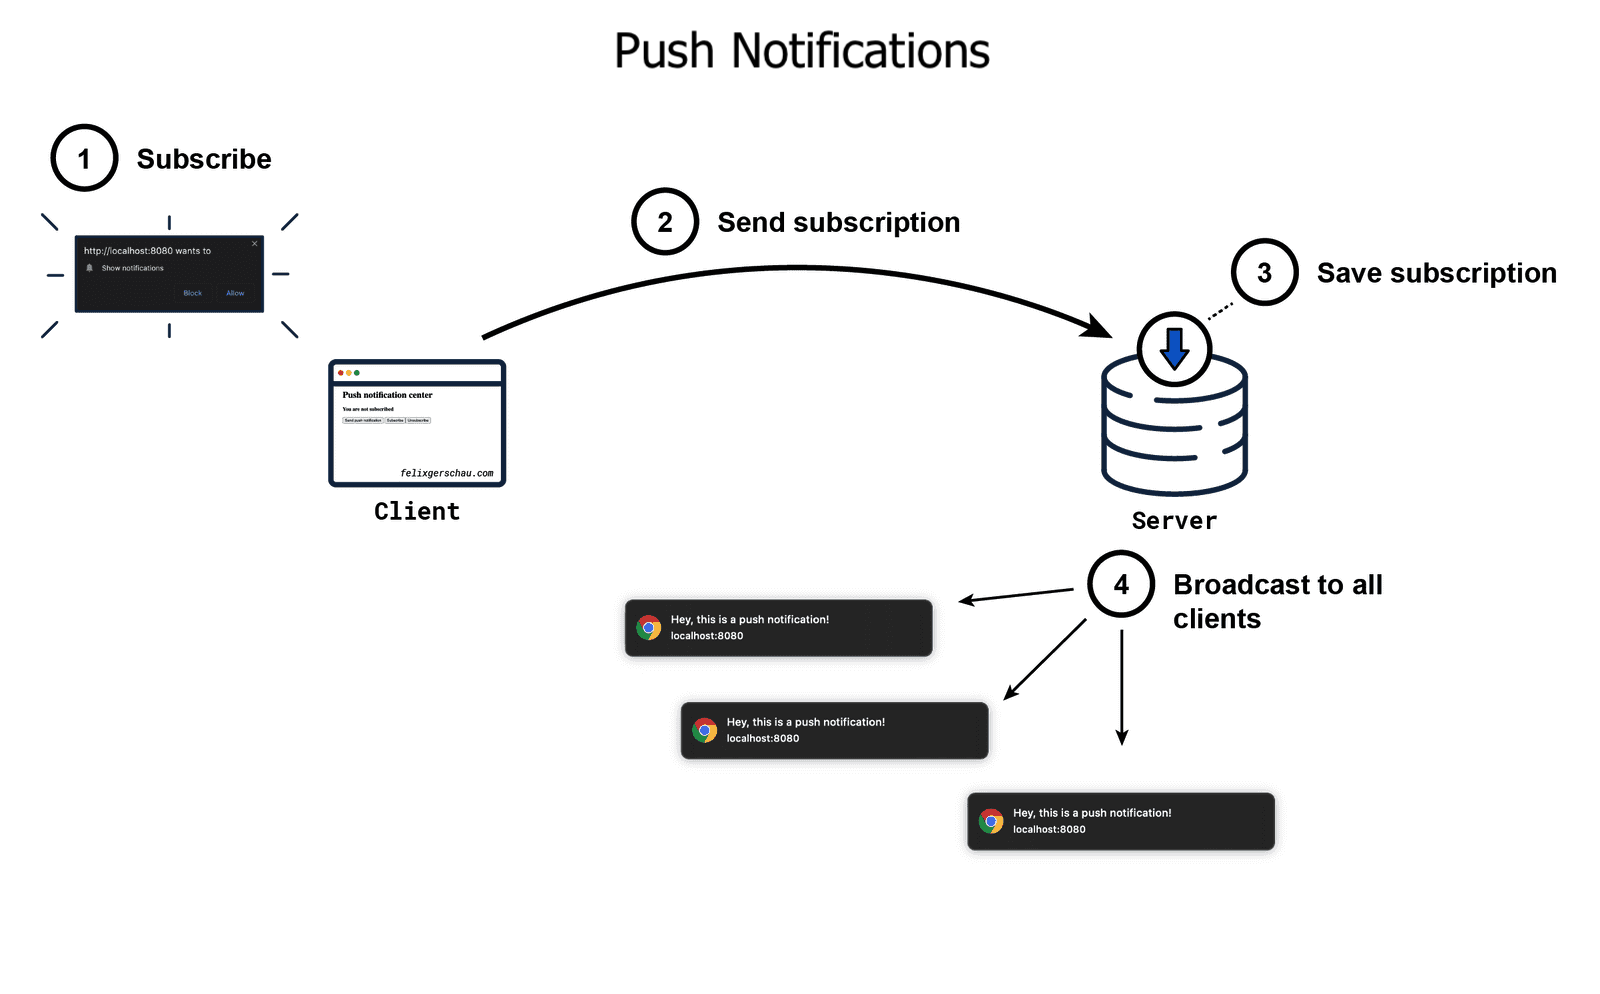 Push Notifications
1 Subscribe
http://localhost:8080 wants to
Show notifications
Block Allow
2 Send subscription
3 Save subscription
Push notification center
You are not subscribed
Send push notification Subscribe Unsubscribe
felixgerschau.com
Client
Server
4 Broadcast to all
clients
Hey, this is a push notification!
localhost:8080
Hey, this is a push notification!
localhost:8080
Hey, this is a push notification!
localhost:8080